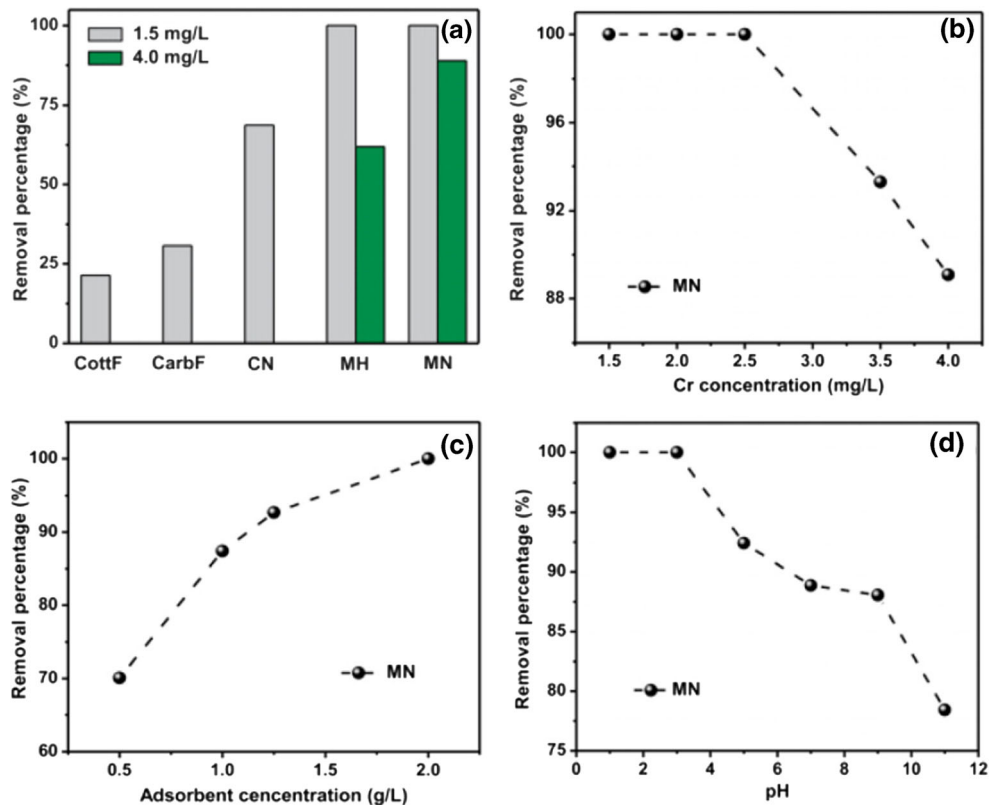 (a)
1.5 mg/L
4.0 mg/L
Removal percentage (%)
100
75
50
25
0
CottF CarbF CN MH MN
(b)
Removal percentage (%)
100
96
92
88
MN
1.5 2.0 2.5 3.0 3.5 4.0
Cr concentration (mg/L)
(c)
Removal percentage (%)
100
90
80
70
60
MN
0.5 1.0 1.5 2.0
Adsorbent cencentration (g/L)
(d)
Removal percentage (%)
100
95
90
85
80
75
MN
0 2 4 6 8 10 12
pH